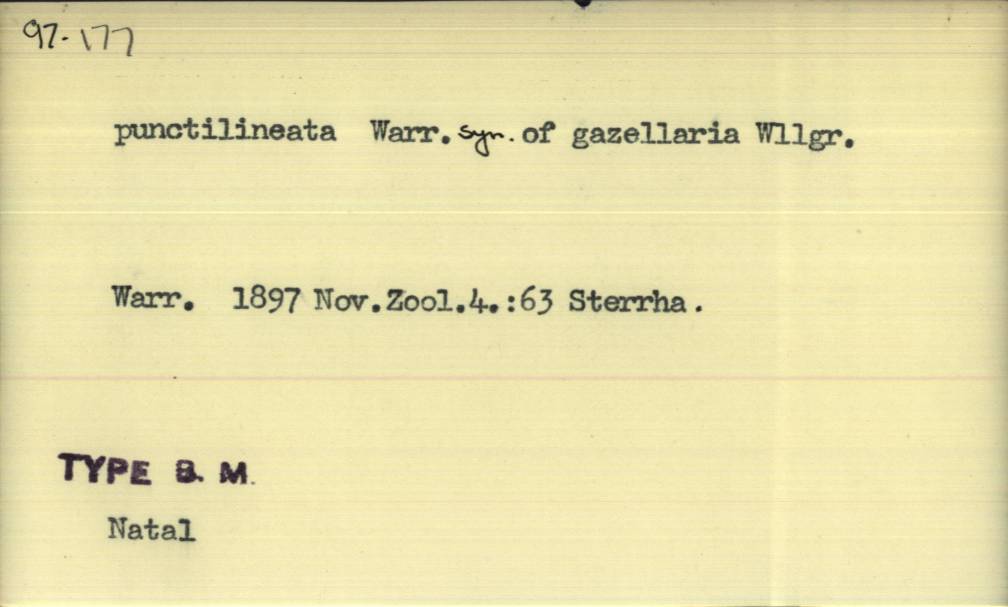 97-177
punctilineata Warr. syn. of gazellaria Wllgr.
Warr. 1897 Nov.Zool.4.:63 Sterrha.
TYPE B. M.
Natal